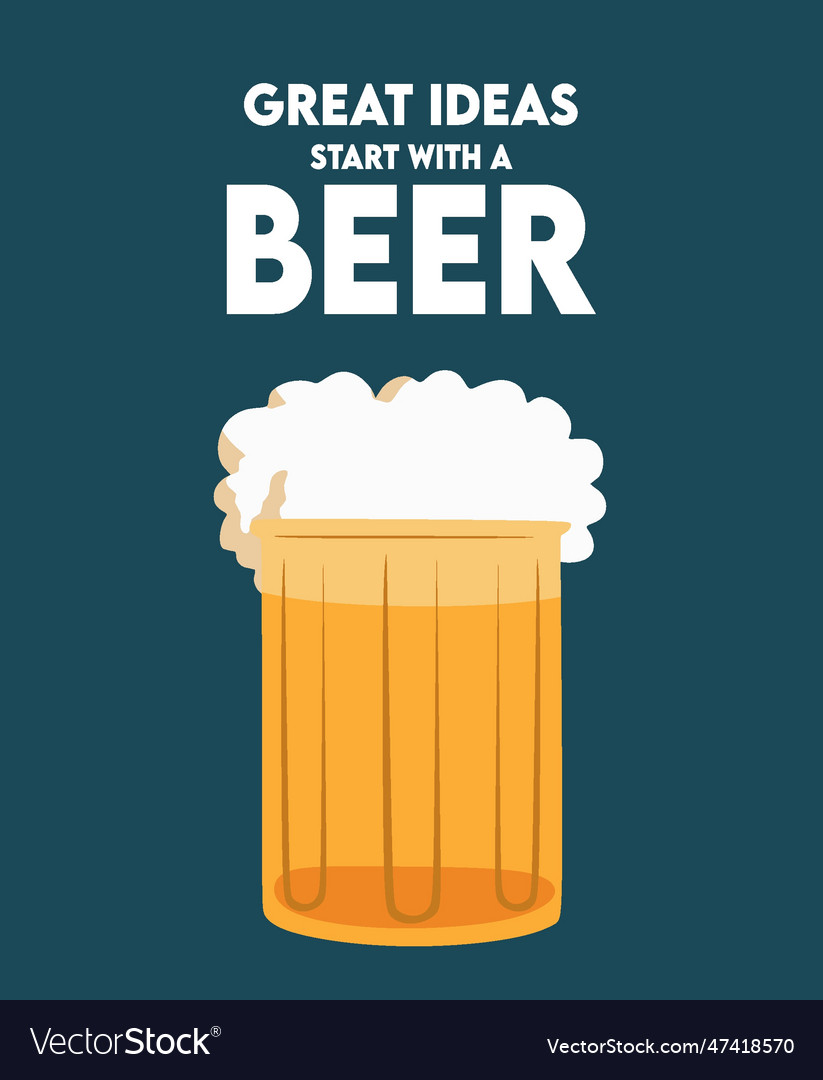 GREAT IDEAS
START WITH A
BEER
VectorStock®
VectorStock.com/47418570